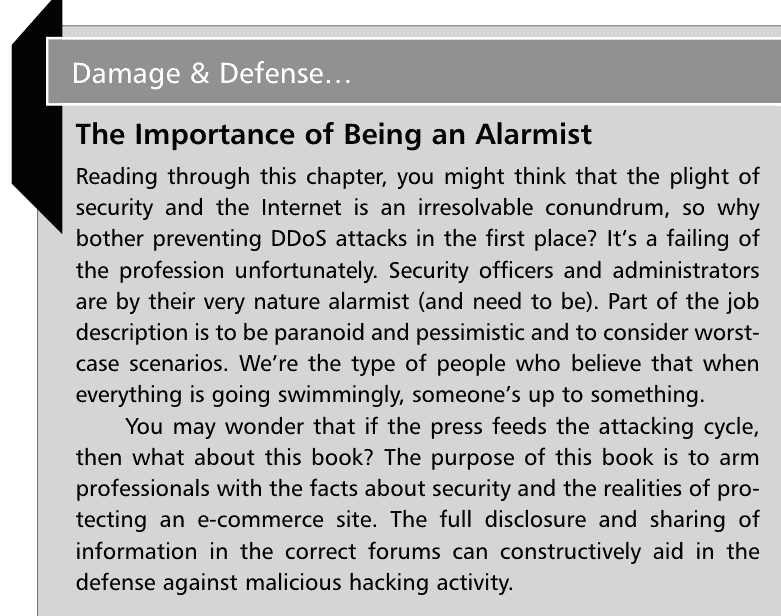 Damage & Defense…
The Importance of Being an Alarmist
Reading through this chapter, you might think that the plight of
security and the Internet is an irresolvable conundrum, so why
bother preventing DDoS attacks in the first place? It’s a failing of
the profession unfortunately. Security officers and administrators
are by their very nature alarmist (and need to be). Part of the job
description is to be paranoid and pessimistic and to consider worst-
case scenarios. We’re the type of people who believe that when
everything is going swimmingly, someone’s up to something.
You may wonder that if the press feeds the attacking cycle,
then what about this book? The purpose of this book is to arm
professionals with the facts about security and the realities of pro-
tecting an e-commerce site. The full disclosure and sharing of
information in the correct forums can constructively aid in the
defense against malicious hacking activity.